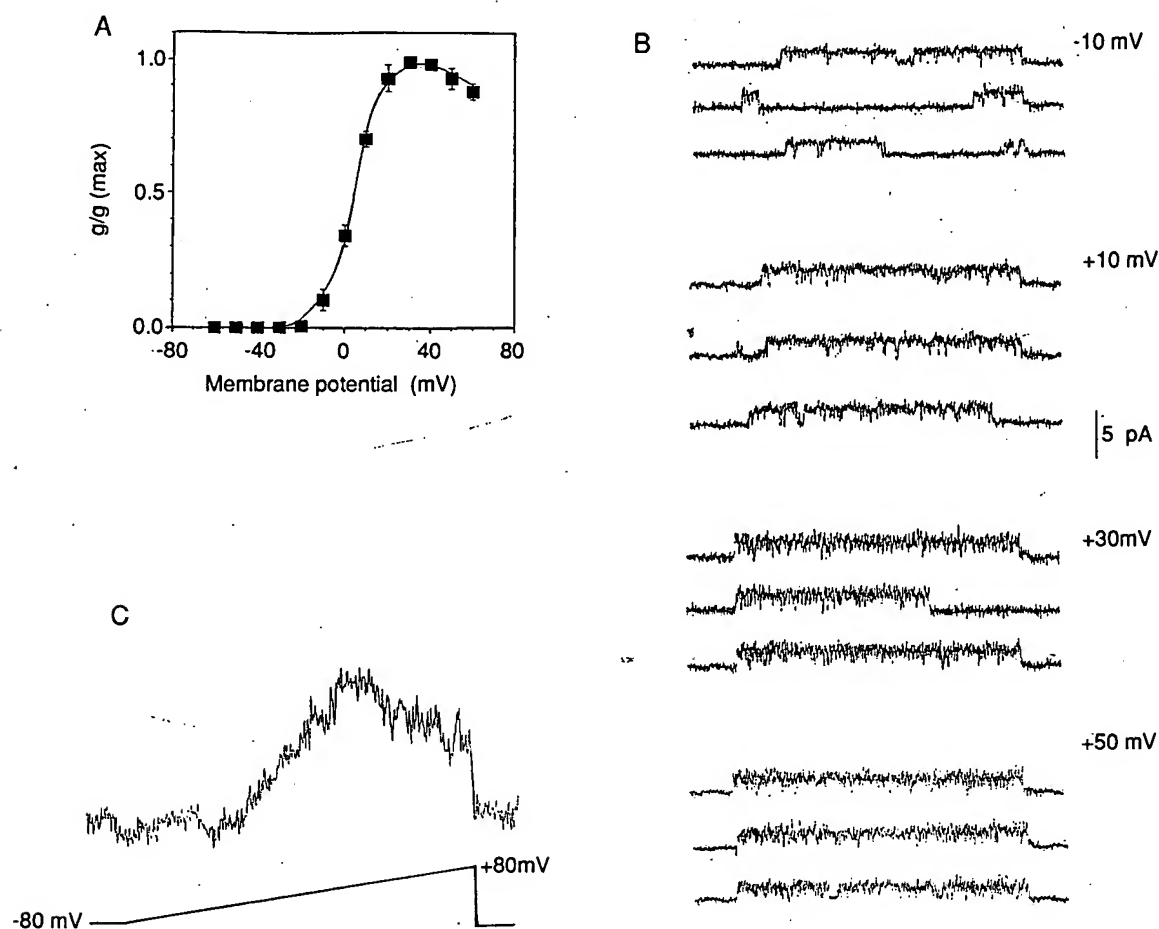 A
g/g (max)
1.0
0.5
0.0
-80
-40
0
40
80
Membrane potential (mV)
B
-10 mV
+10 mV
5 pA
+30mV
+50 mV
C
+80mV
-80 mV